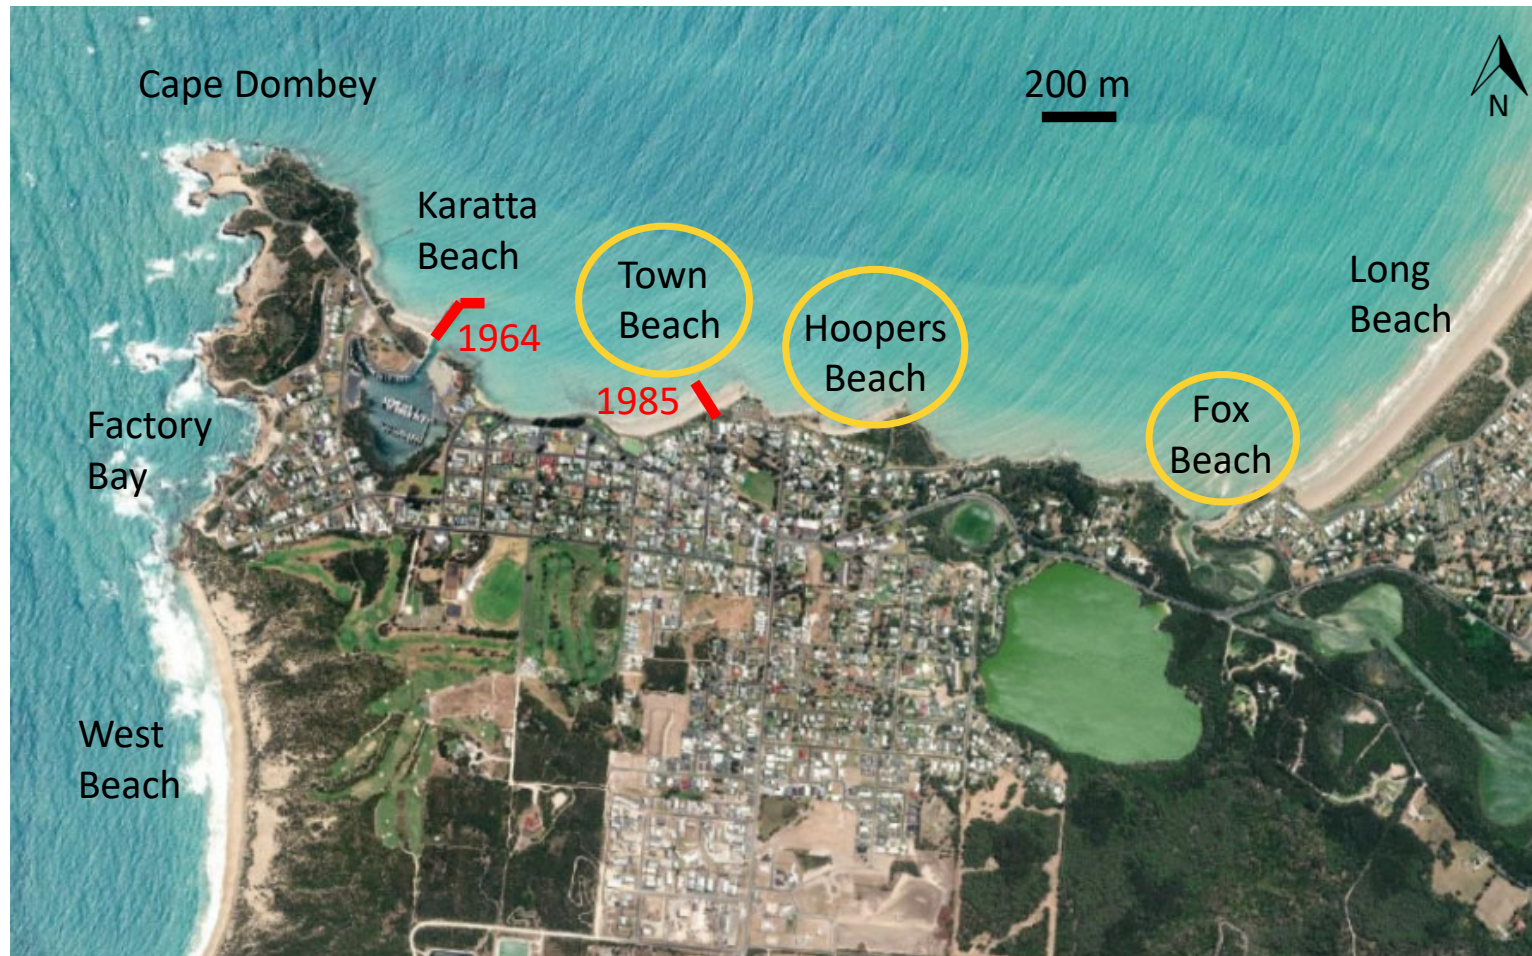 Cape Dombey
200 m
N
Karatta
Beach
1964
Town
Beach
1985
Hoopers
Beach
Long
Beach
Fox
Beach
Factory
Bay
West
Beach